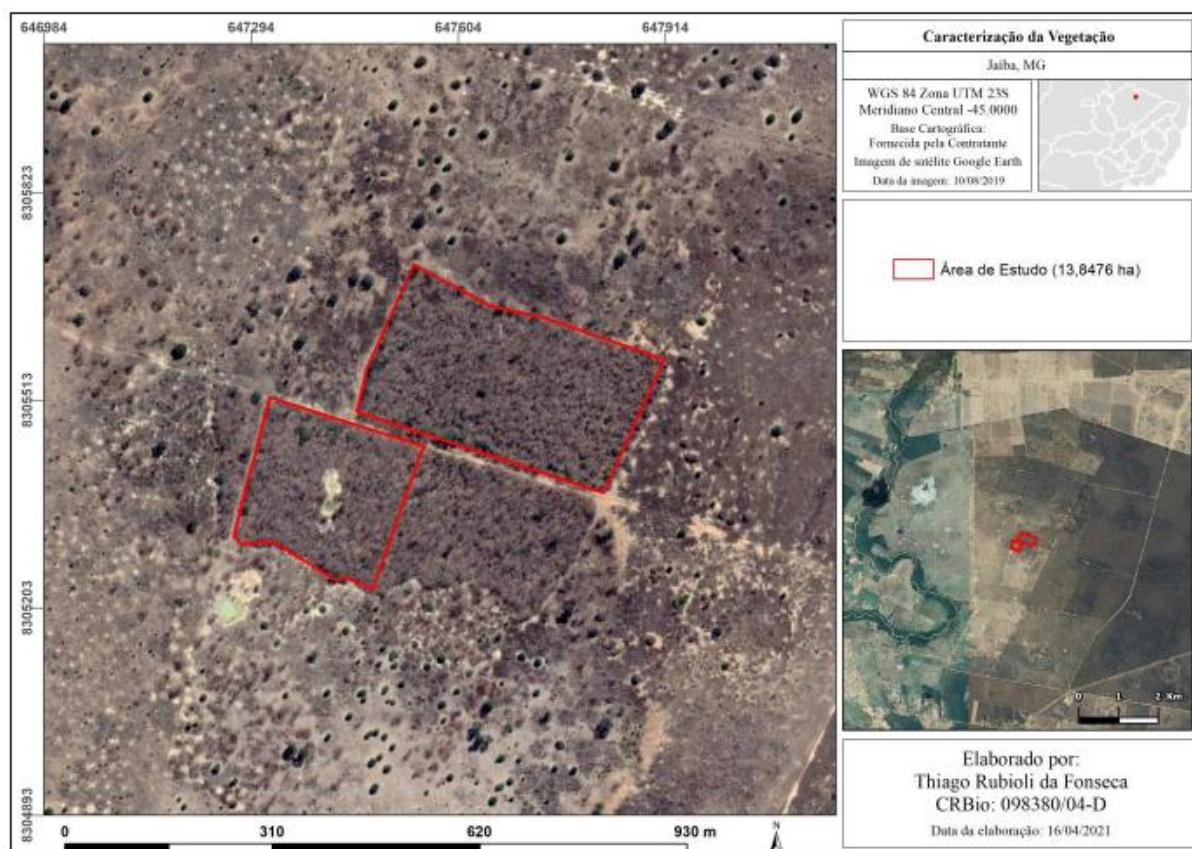 646984
647294
647604
647914
8305823
8305513
8305203
8304893
0
310
620
930 m
N
Caracterização da Vegetação
Jaíba, MG
WGS 84 Zona UTM 23S
Meridiano Central -45.0000
Base Cartográfica:
Fornecida pela Contratante
Imagem de satélite Google Earth
Data da imagem: 10/08/2019
Área de Estudo (13,8476 ha)
0 1 2 Km
Elaborado por:
Thiago Rubioli da Fonseca
CRBio: 098380/04-D
Data da elaboração: 16/04/2021